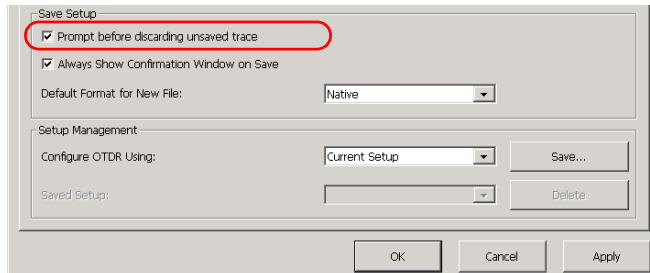 Save Setup
Prompt before discarding unsaved trace
Always Show Confirmation Window on Save
Default Format for New File: Native
Setup Management
Configure OTDR Using: Current Setup Save...
Saved Setup: Delete
OK Cancel Apply